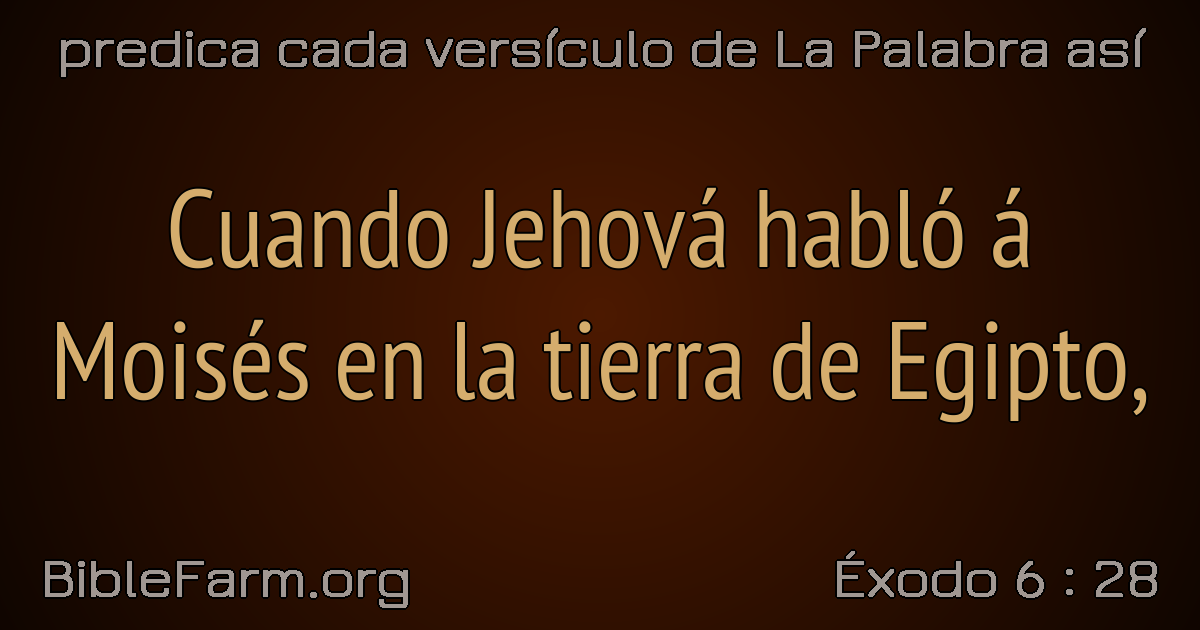 predica cada versículo de La Palabra así
Cuando Jehová habló á
Moisés en la tierra de Egipto,
BibleFarm.org
Éxodo 6 : 28